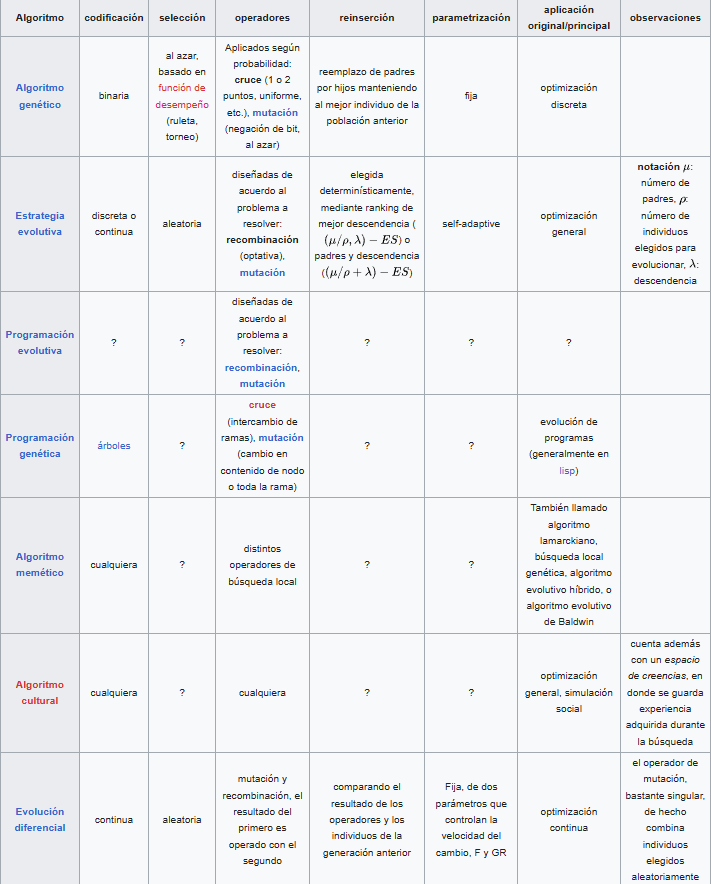 Algoritmo codificación selección operadores reinserción parametrización aplicación original/principal observaciones
Algoritmo
genético
binaria
al azar,
basado en
función de
desempeño
(ruleta,
torneo)
Aplicados según
probabilidad:
cruce (1 o 2
puntos, uniforme,
etc.), mutación
(negación de bit,
al azar)
reemplazo de padres
por hijos manteniendo
al mejor individuo de la
población anterior
fija
optimización
discreta
Estrategia
evolutiva
discreta o
continua
aleatoria
diseñadas de
acuerdo al
problema a
resolver:
recombinación
(optativa),
mutación
elegida
determinísticamente,
mediante ranking de
mejor descendencia (
(μ/ρ, λ) − ES) o
padres y descendencia
((μ/ρ + λ) − ES)
self-adaptive
optimización
general
notación μ:
número de
padres, ρ:
número de
individuos
elegidos para
evolucionar, λ:
descendencia
Programación
evolutiva
?
?
diseñadas de
acuerdo al
problema a
resolver:
recombinación,
mutación
?
?
?
Programación
genética
árboles
?
cruce
(intercambio de
ramas), mutación
(cambio en
contenido de nodo
o toda la rama)
?
?
evolución de
programas
(generalmente en
lisp)
Algoritmo
memético
cualquiera
?
distintos
operadores de
búsqueda local
?
?
También llamado
algoritmo
lamarckiano,
búsqueda local
genética, algoritmo
evolutivo híbrido, o
algoritmo evolutivo
de Baldwin
Algoritmo
cultural
cualquiera
?
cualquiera
?
?
optimización
general, simulación
social
cuenta además
con un espacio
de creencias, en
donde se guarda
experiencia
adquirida durante
la búsqueda
Evolución
diferencial
continua
aleatoria
mutación y
recombinación, el
resultado del
primero es
operado con el
segundo
comparando el
resultado de los
operadores y los
individuos de la
generación anterior
Fija, de dos
parámetros que
controlan la
velocidad del
cambio, F y GR
optimización
continua
el operador de
mutación,
bastante singular,
de hecho
combina
individuos
elegidos
aleatoriamente